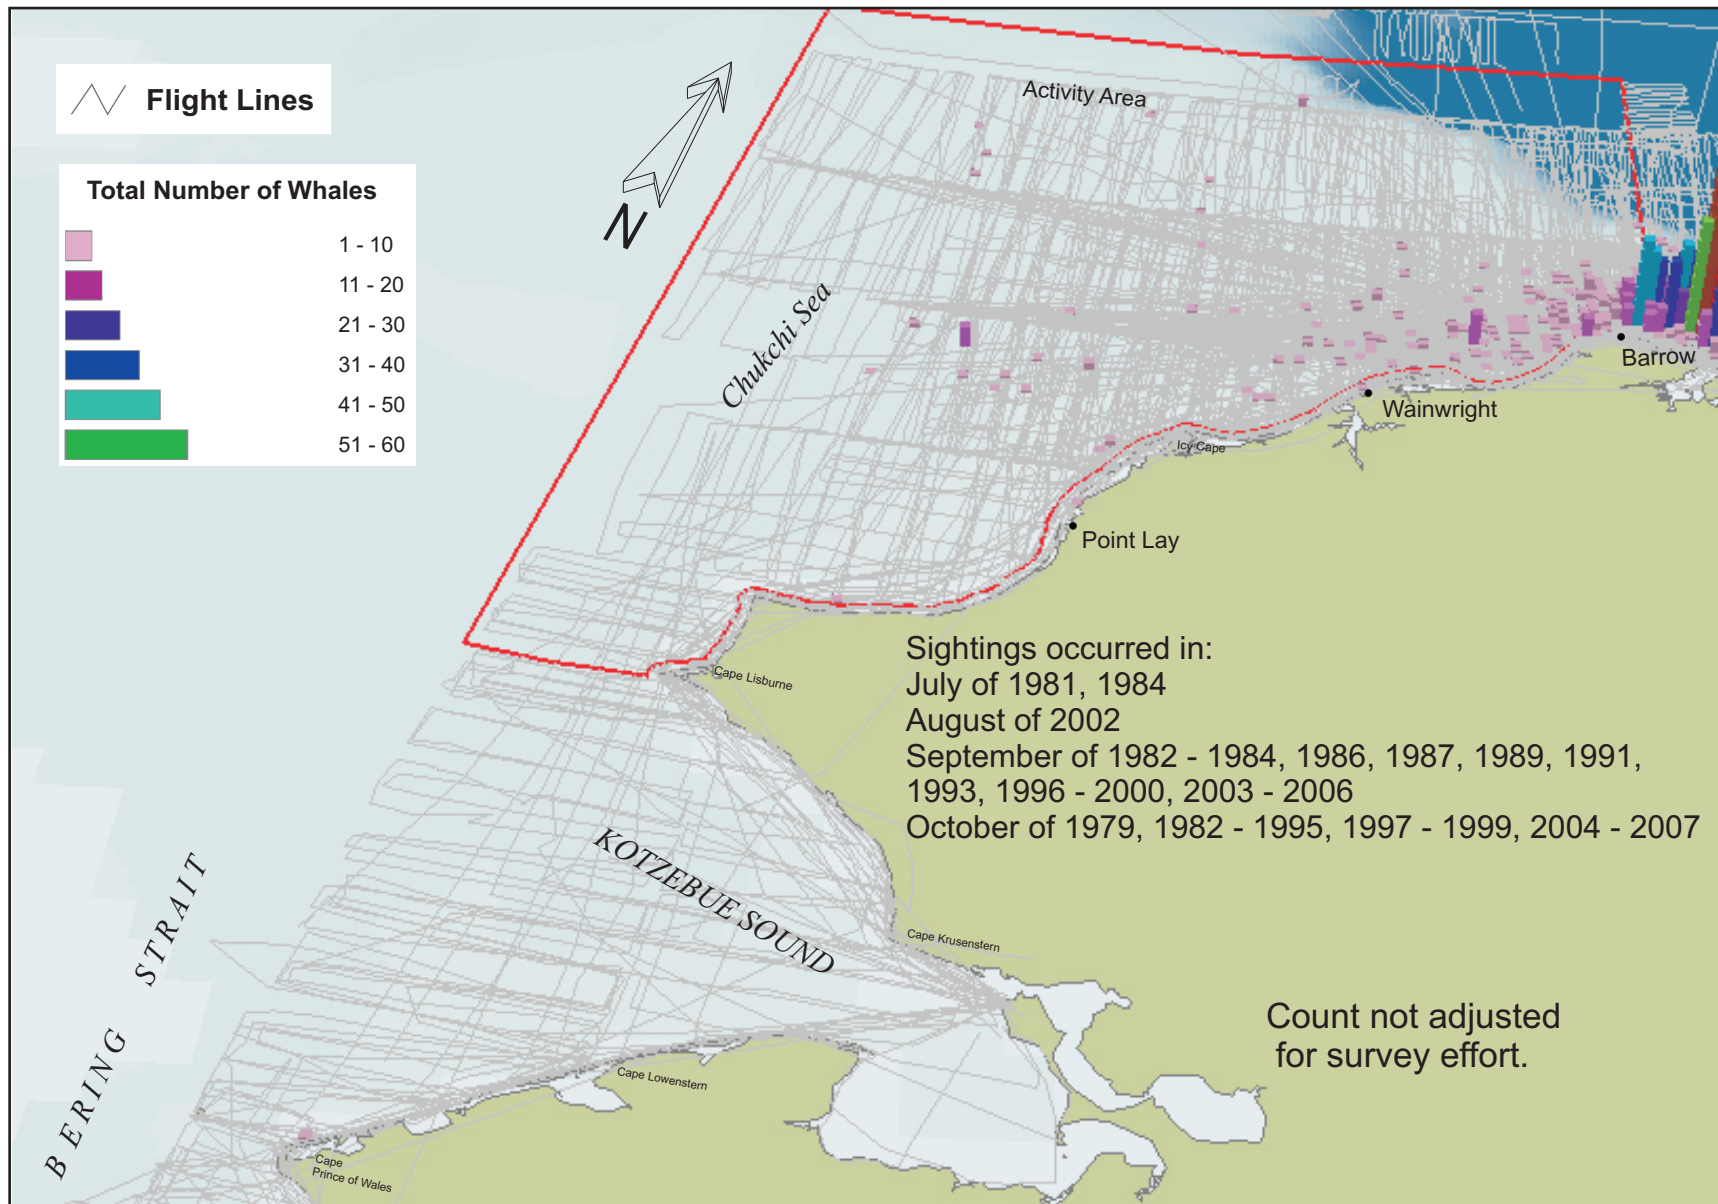 Flight Lines
Total Number of Whales
1 - 10
11 - 20
21 - 30
31 - 40
41 - 50
51 - 60
N
Activity Area
Chukchi Sea
Barrow
Wainwright
Icy Cape
Point Lay
Cape Lisburne
Sightings occurred in:
July of 1981, 1984
August of 2002
September of 1982 - 1984, 1986, 1987, 1989, 1991,
1993, 1996 - 2000, 2003 - 2006
October of 1979, 1982 - 1995, 1997 - 1999, 2004 - 2007
KOTZEBUE SOUND
BERING STRAIT
Cape Krusenstern
Count not adjusted
for survey effort.
Cape Lowenstern
Cape
Prince of Wales